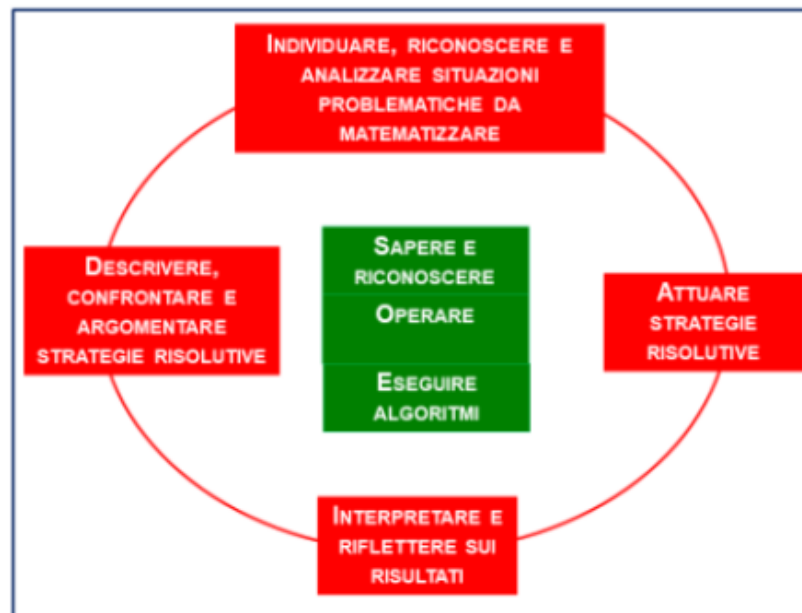 INDIVIDUARE, RICONOSCERE E
ANALIZZARE SITUAZIONI
PROBLEMATICHE DA
MATEMATIZZARE
DESCRIVERE,
CONFRONTARE E
ARGOMENTARE
STRATEGIE RISOLUTIVE
SAPERE E
RICONOSCERE
OPERARE
ESEGUIRE
ALGORITMI
ATTUARE
STRATEGIE
RISOLUTIVE
INTERPRETARE E
RIFLETTERE SUI
RISULTATI